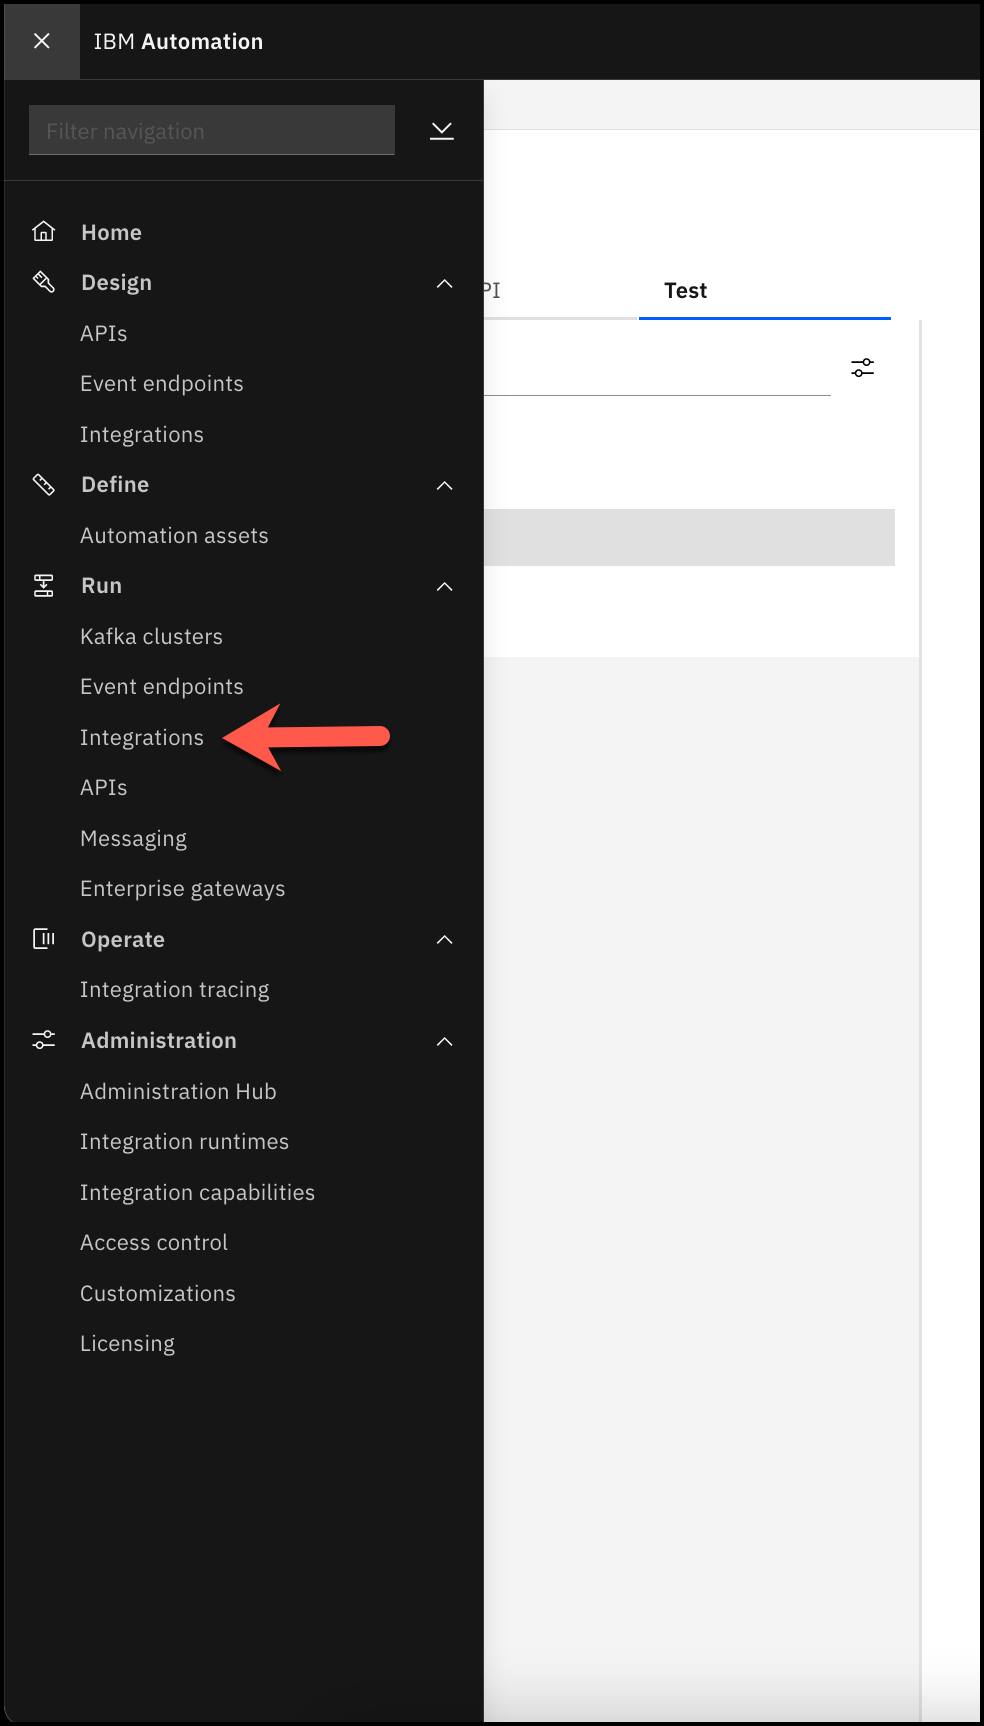 IBM Automation
Filter navigation
Home
Design
APIs
Event endpoints
Integrations
Define
Automation assets
Run
Kafka clusters
Event endpoints
Integrations
APIs
Messaging
Enterprise gateways
Operate
Integration tracing
Administration
Administration Hub
Integration runtimes
Integration capabilities
Access control
Customizations
Licensing
PI
Test